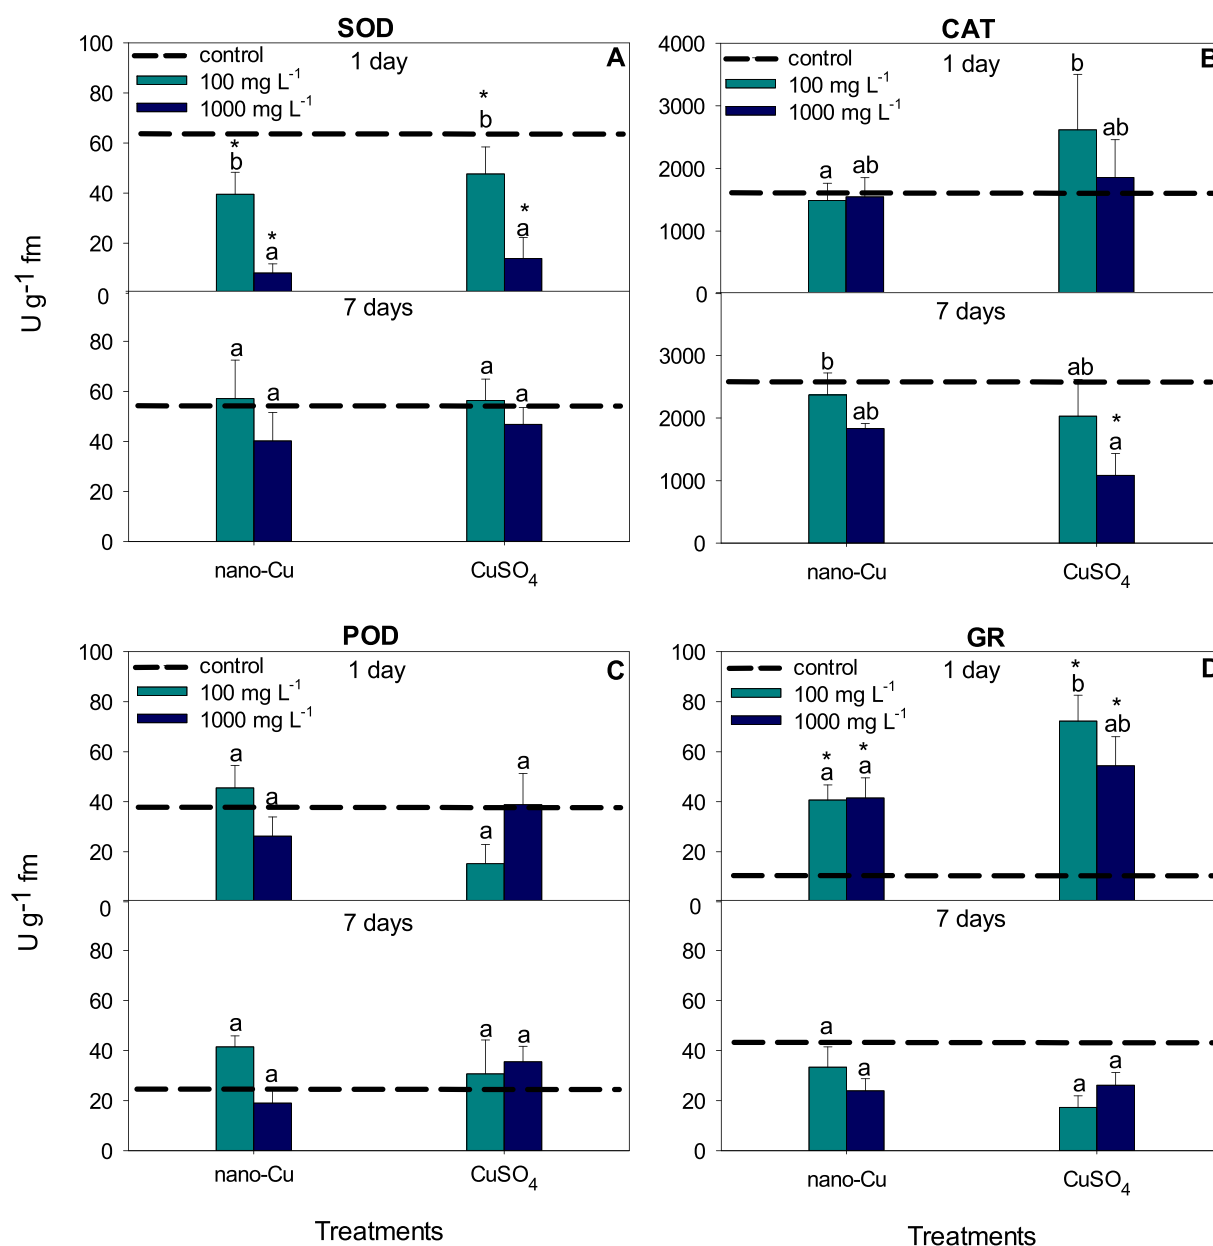 SOD
100
control
1 day
A
100 mg L-1
80
1000 mg L-1
*
b
60
*
b
40
*
a
*
a
20
0
7 days
80
a
a
60
a
a
40
20
0
nano-Cu
CuSO4
U g-1 fm
CAT
4000
control
1 day
B
b
100 mg L-1
3000
1000 mg L-1
ab
a
ab
2000
1000
0
7 days
3000
b
ab
ab
2000
*
a
1000
0
nano-Cu
CuSO4
POD
100
control
1 day
C
100 mg L-1
80
1000 mg L-1
a
a
60
a
40
a
20
0
7 days
80
60
a
a
a
40
a
20
0
nano-Cu
CuSO4
U g-1 fm
Treatments
GR
100
control
1 day
D
*
b
100 mg L-1
80
1000 mg L-1
*
ab
*
a
*
a
60
40
20
0
7 days
80
60
a
40
a
a
a
20
0
nano-Cu
CuSO4
Treatments